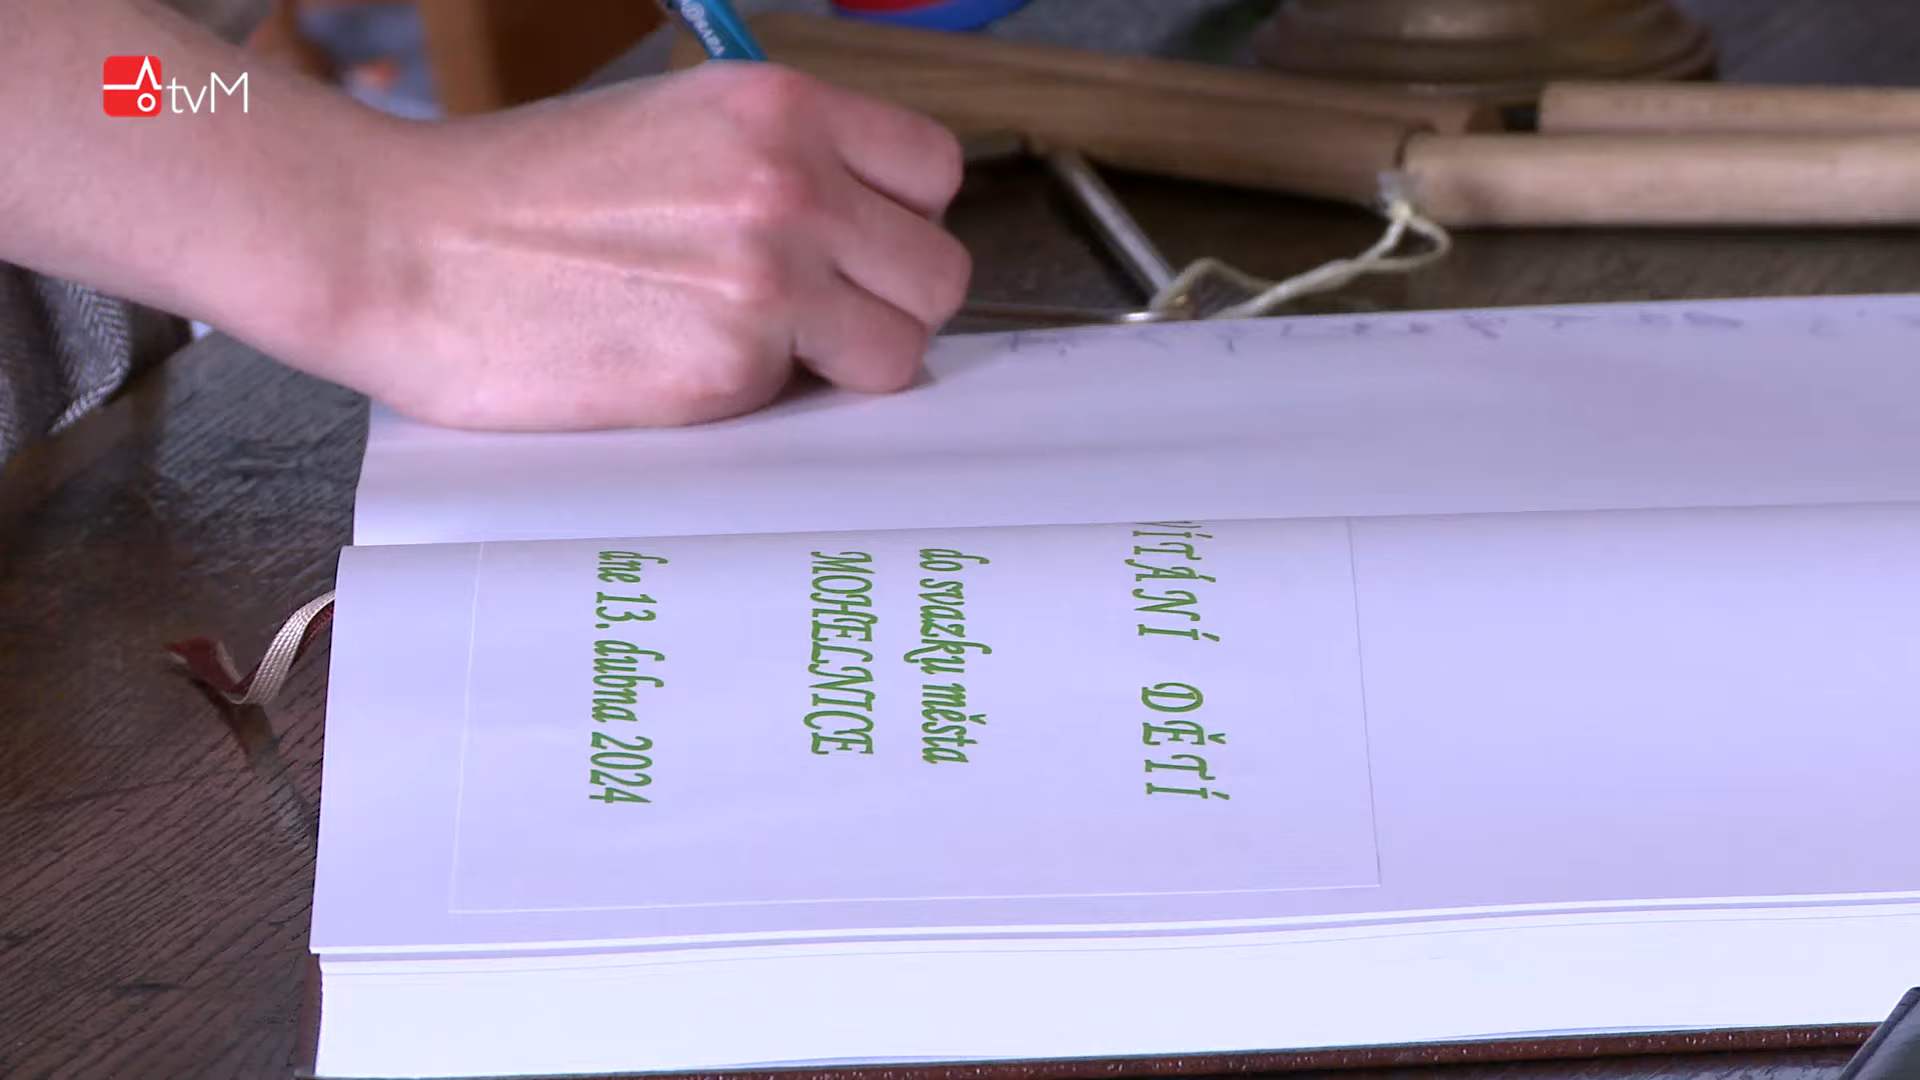 tvM
VÍTÁNÍ DĚTÍ
do svazku města
MOHELNICE
dne 13. dubna 2024